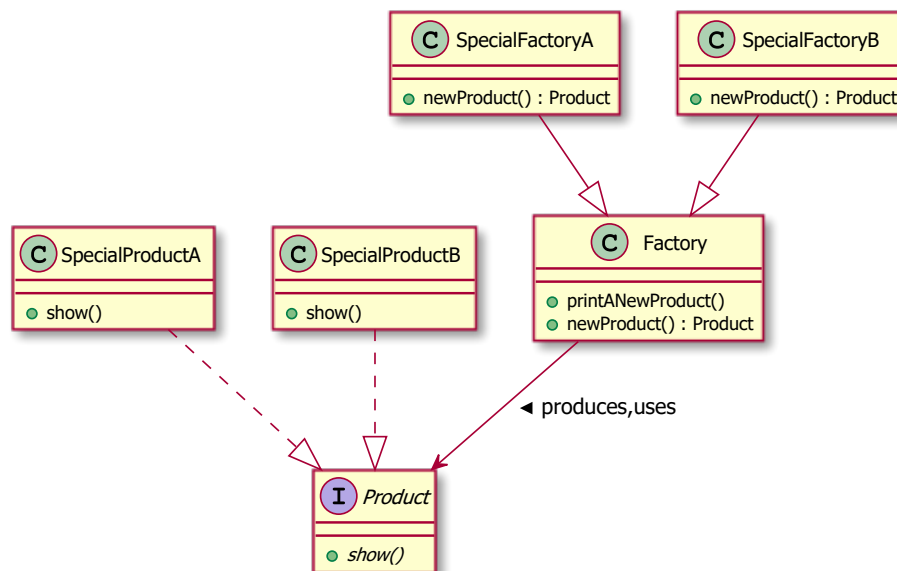 C SpecialFactoryA
newProduct() : Product
C SpecialFactoryB
newProduct() : Product
C SpecialProductA
show()
C SpecialProductB
show()
C Factory
printANewProduct()
newProduct() : Product
◄ produces,uses
I Product
show()